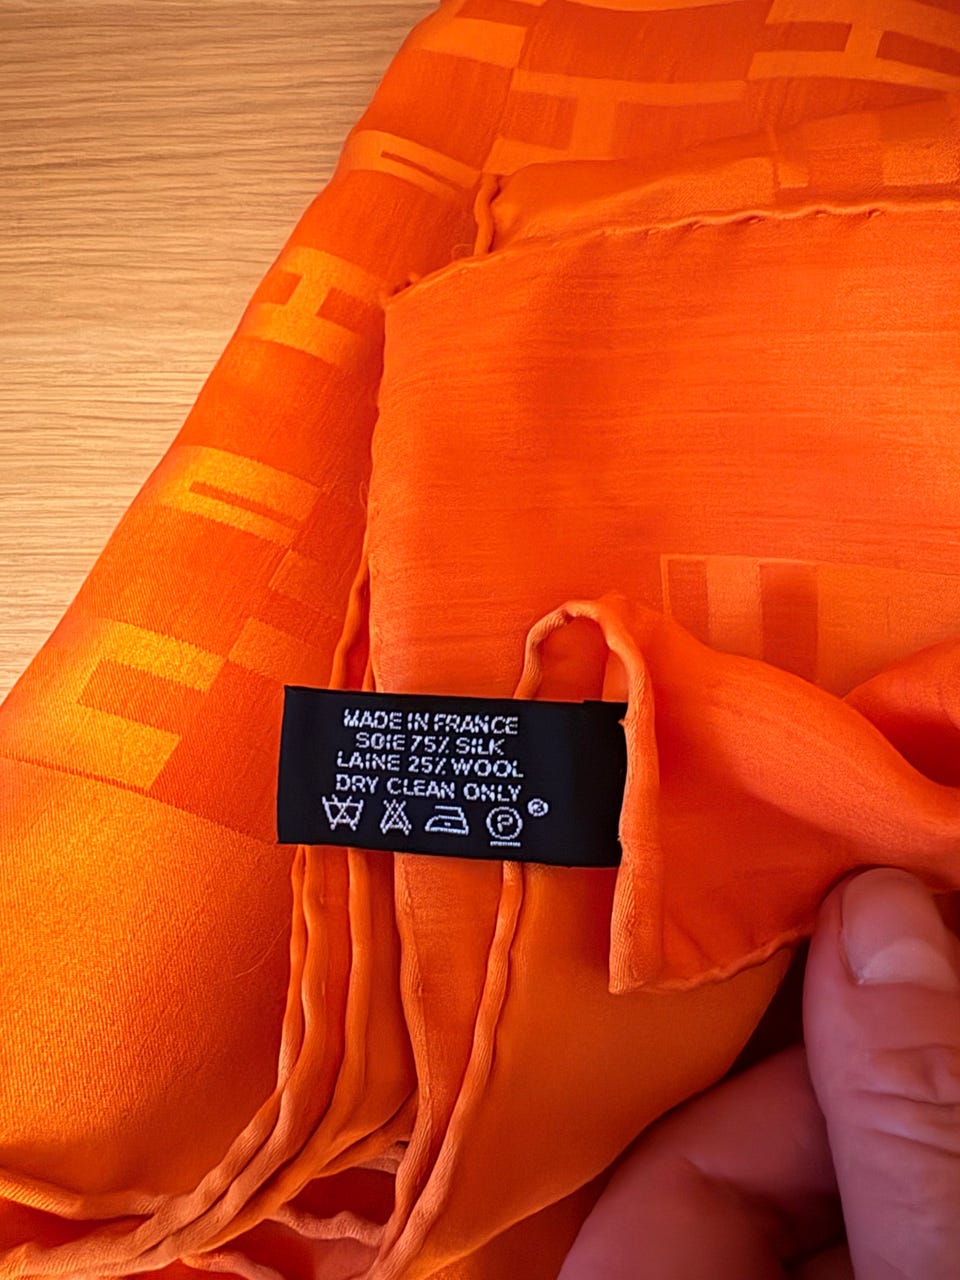 MADE IN FRANCE
SOIE 75% SILK
LAINE 25% WOOL
DRY CLEAN ONLY
P